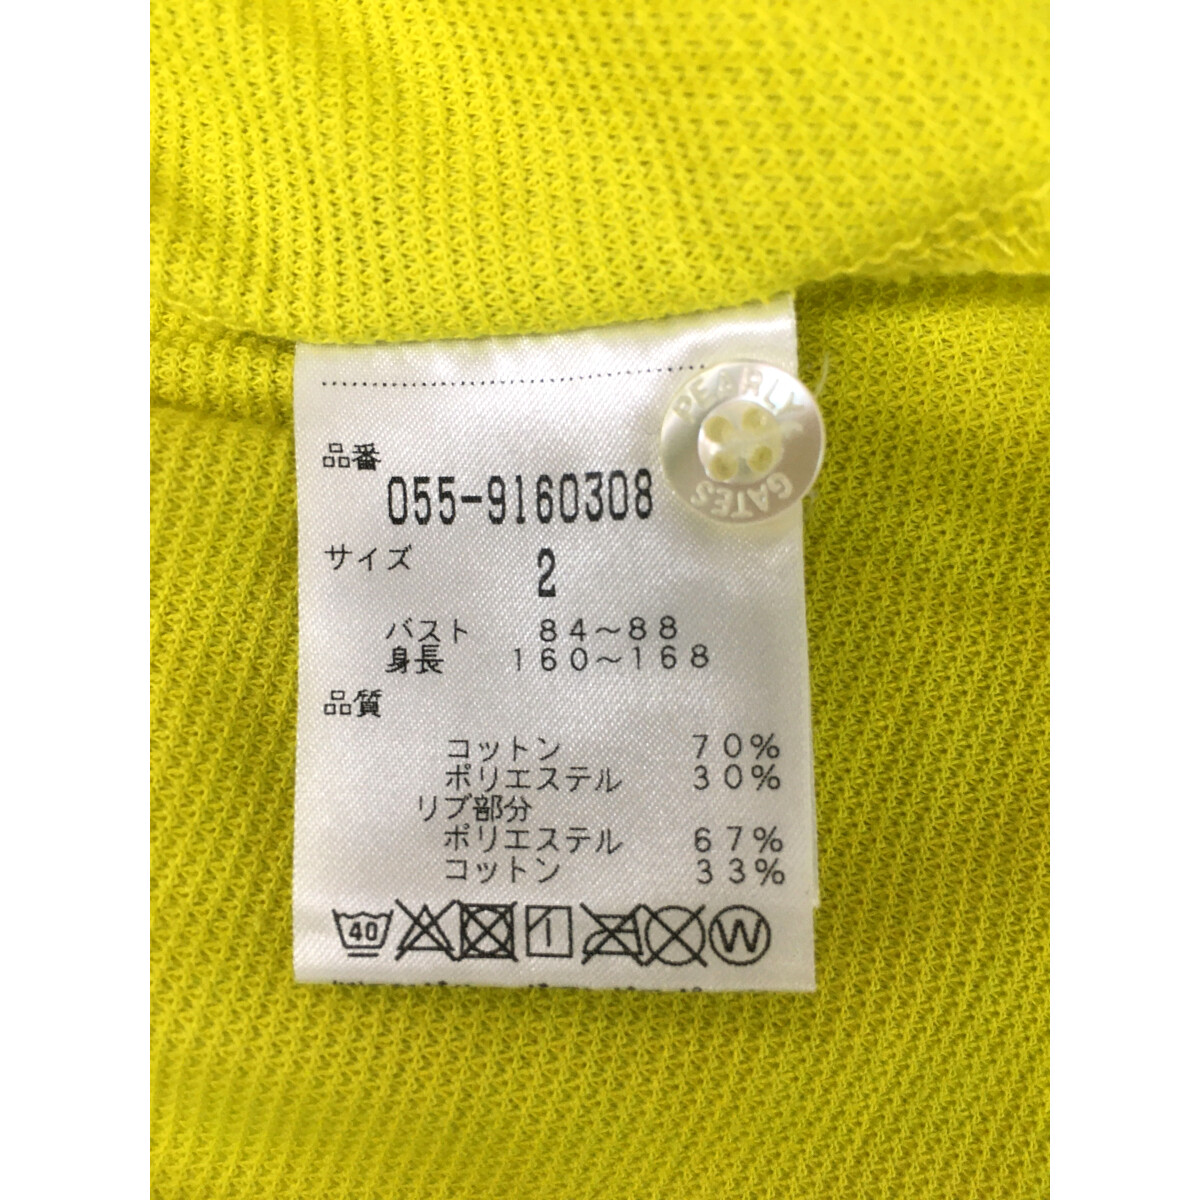 PEARLY
GATES
品番
055-9160308
サイズ
2
バスト 84~88
身長 160~168
品質
コットン 70%
ポリエステル 30%
リブ部分
ポリエステル 67%
コットン 33%
40
W